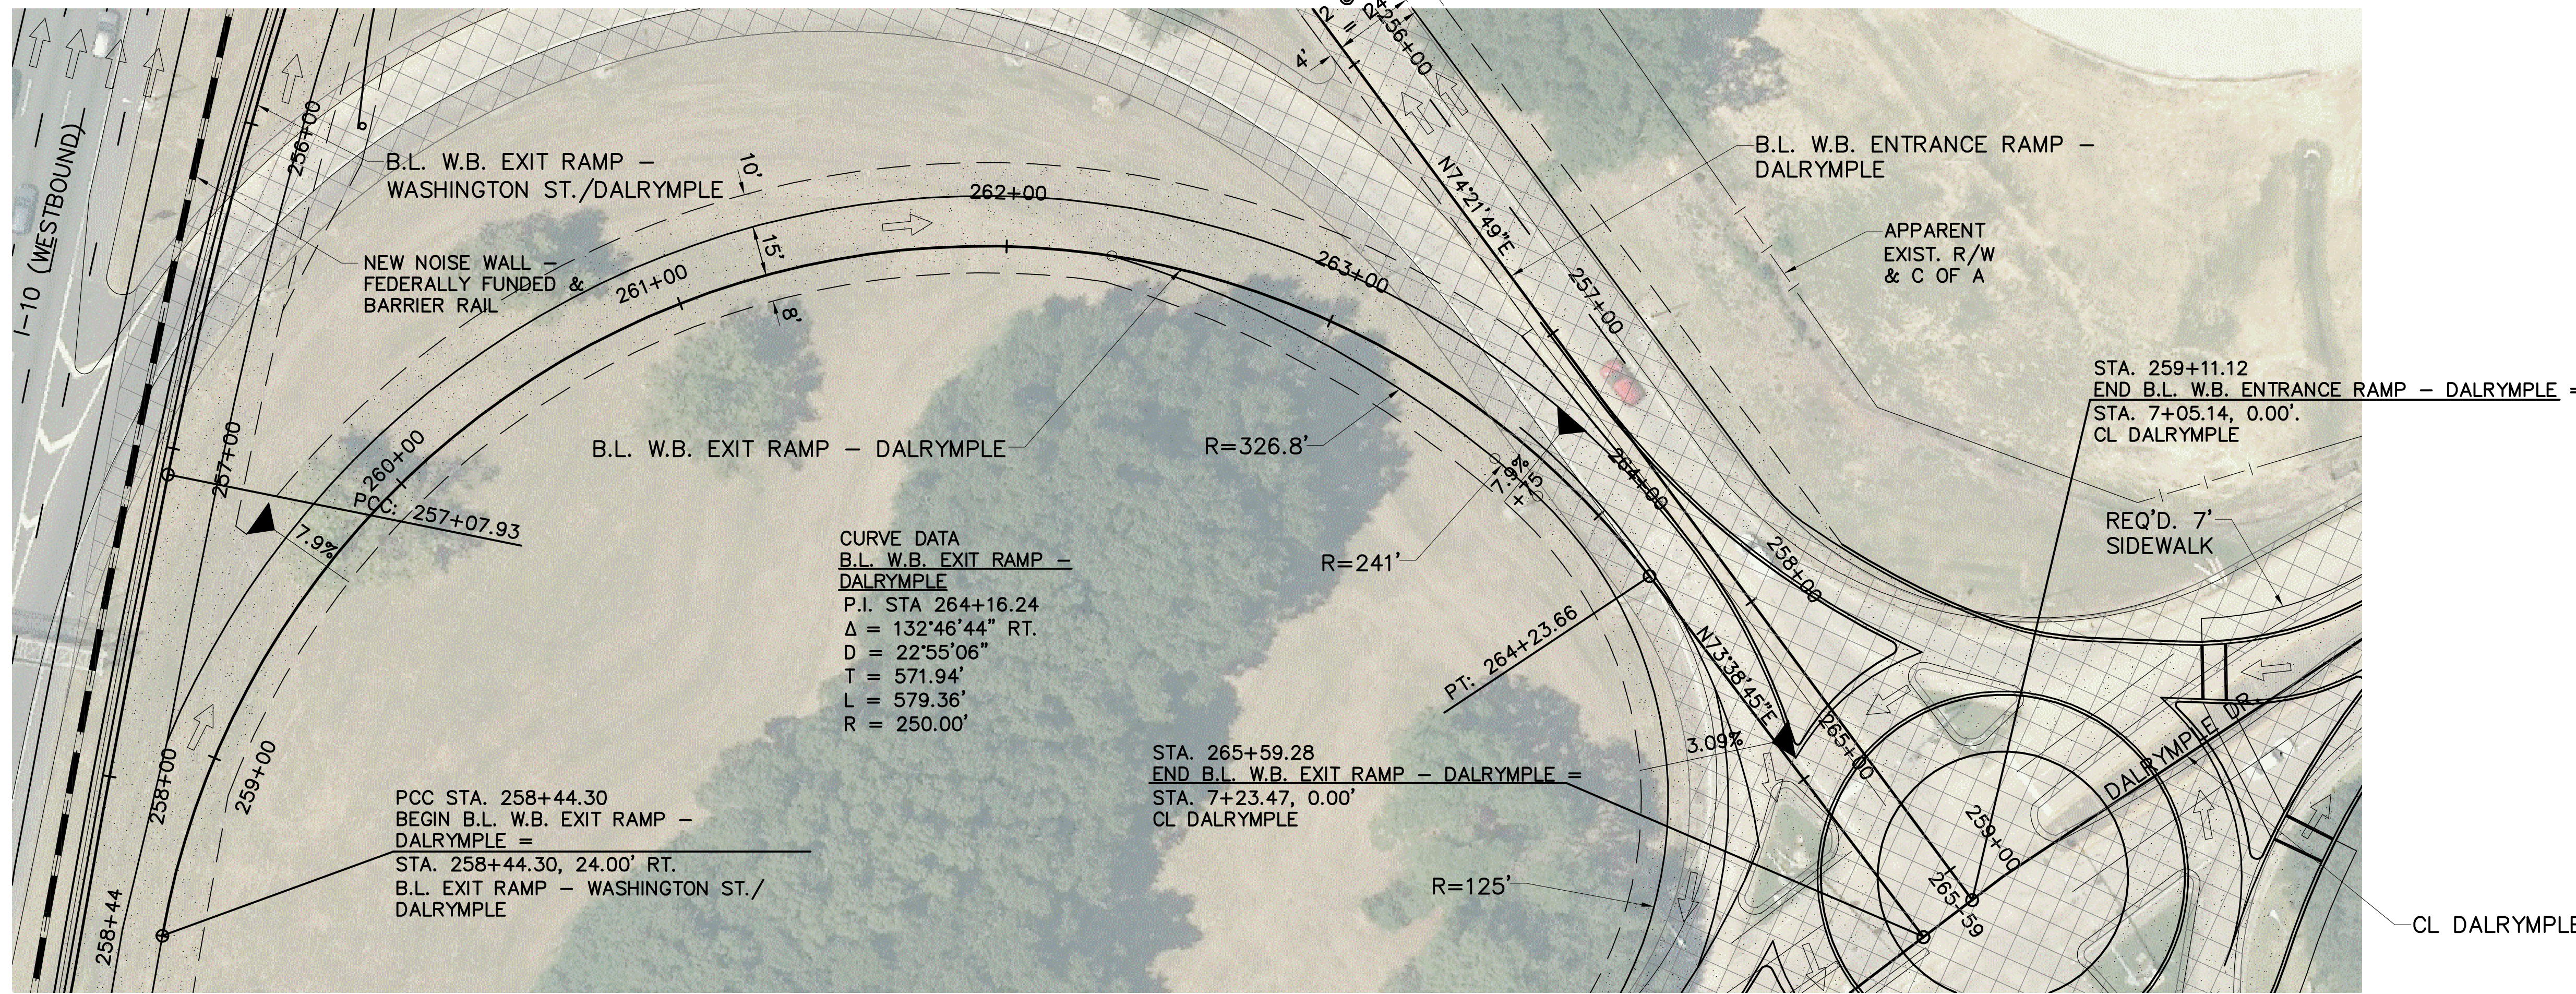 I-10 (WESTBOUND)
256+00
257+00
258+00
258+44
B.L. W.B. EXIT RAMP –
WASHINGTON ST./DALRYMPLE
NEW NOISE WALL –
FEDERALLY FUNDED &
BARRIER RAIL
PCC: 257+07.93
7.9%
259+00
260+00
261+00
262+00
263+00
264+00
265+00
265+59
10'
15'
8'
B.L. W.B. EXIT RAMP – DALRYMPLE
R=326.8'
R=241'
7.9%
PCC STA. 258+44.30
BEGIN B.L. W.B. EXIT RAMP –
DALRYMPLE =
STA. 258+44.30, 24.00' RT.
B.L. EXIT RAMP – WASHINGTON ST./
DALRYMPLE
CURVE DATA
B.L. W.B. EXIT RAMP –
DALRYMPLE
P.I. STA 264+16.24
Δ = 132°46'44" RT.
D = 22°55'06"
T = 571.94'
L = 579.36'
R = 250.00'
PT: 264+23.66
N73°38'45"E
3.09%
STA. 265+59.28
END B.L. W.B. EXIT RAMP – DALRYMPLE =
STA. 7+23.47, 0.00'
CL DALRYMPLE
R=125'
4'
256+00
N74°21'49"E
257+00
258+00
259+00
B.L. W.B. ENTRANCE RAMP –
DALRYMPLE
APPARENT
EXIST. R/W
& C OF A
STA. 259+11.12
END B.L. W.B. ENTRANCE RAMP – DALRYMPLE =
STA. 7+05.14, 0.00'.
CL DALRYMPLE
REQ'D. 7'
SIDEWALK
DALRYMPLE DR.
CL DALRYMPLE